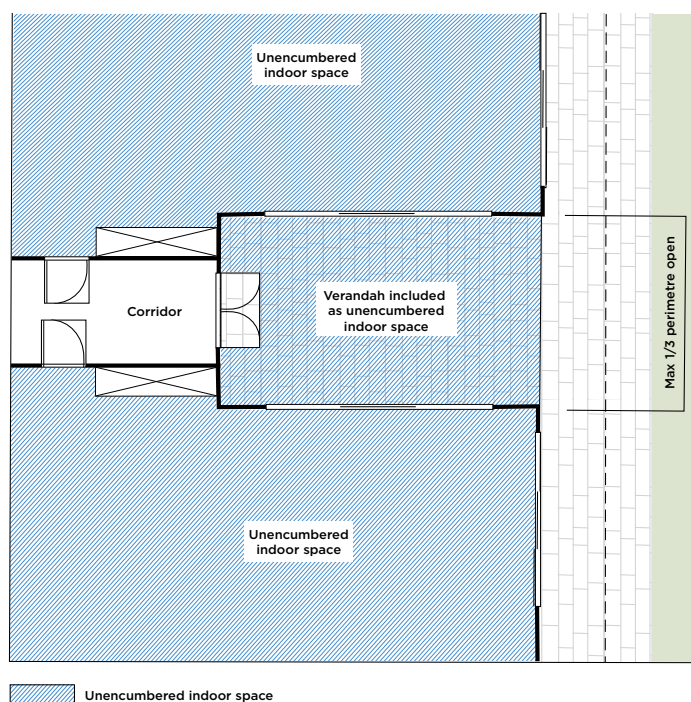 Unencumbered
indoor space
Corridor
Verandah included
as unencumbered
indoor space
Max 1/3 perimetre open
Unencumbered
indoor space
Unencumbered indoor space